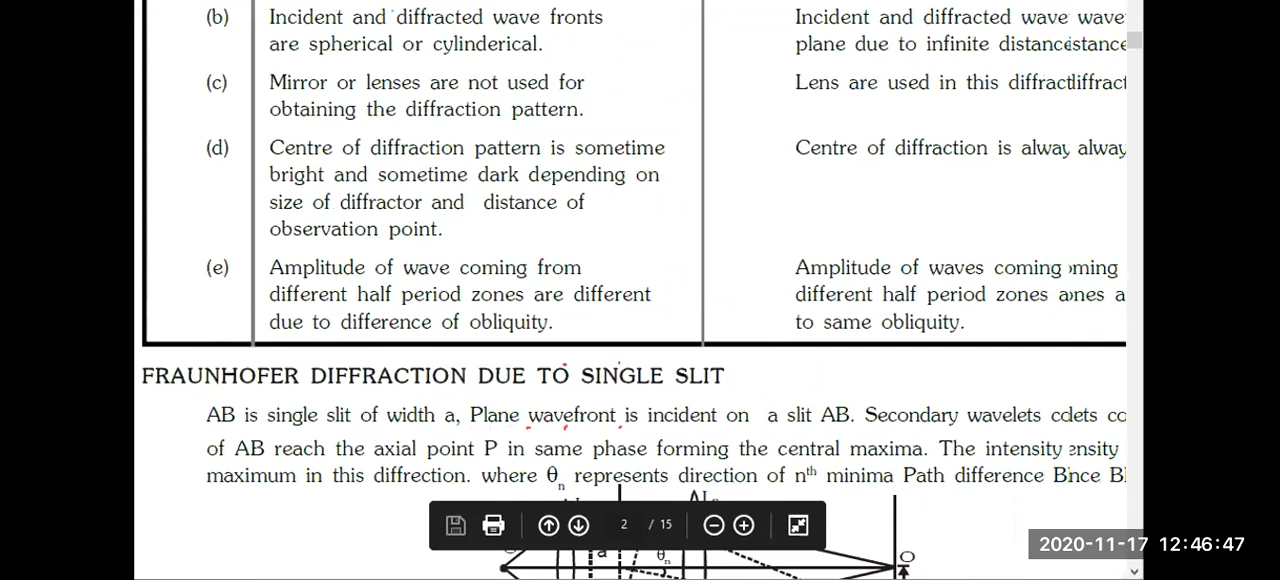 (b) Incident and diffracted wave fronts Incident and diffracted wave wave
are spherical or cylinderical. plane due to infinite distance
(c) Mirror or lenses are not used for Lens are used in this
obtaining the diffraction pattern.
(d) Centre of diffraction pattern is sometime Centre of diffraction is alway alway
bright and sometime dark depending on
size of diffractor and distance of
observation point.
(e) Amplitude of wave coming from Amplitude of waves coming
different half period zones are different different half period zones
due to difference of obliquity. to same obliquity.
FRAUNHOFER DIFFRACTION DUE TO SINGLE SLIT
AB is single slit of width a, Plane wavefront is incident on a slit AB. Secondary wavelets
of AB reach the axial point P in same phase forming the central maxima. The intensity
maximum in this diffrection. where θn represents direction of nth minima Path difference
2 / 15
a
θn
2020-11-17 12:46:47